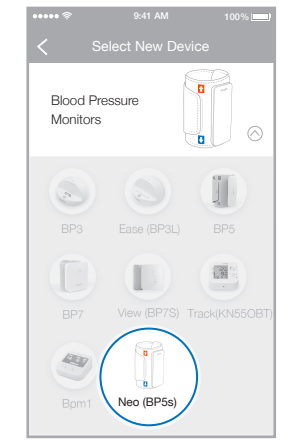 9:41 AM
100%
Select New Device
Blood Pressure
Monitors
BP3
Ease (BP3L)
BP5
BP7
View (BP7S)
Track(KN55OBT)
Bpm1
Neo (BP5s)